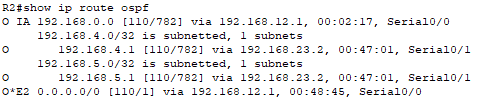 R2#show ip route ospf
O IA 192.168.0.0 [110/782] via 192.168.12.1, 00:02:17, Serial0/0
     192.168.4.0/32 is subnetted, 1 subnets
O       192.168.4.1 [110/782] via 192.168.23.2, 00:47:01, Serial0/1
     192.168.5.0/32 is subnetted, 1 subnets
O       192.168.5.1 [110/782] via 192.168.23.2, 00:47:01, Serial0/1
O*E2 0.0.0.0/0 [110/1] via 192.168.12.1, 00:48:45, Serial0/0